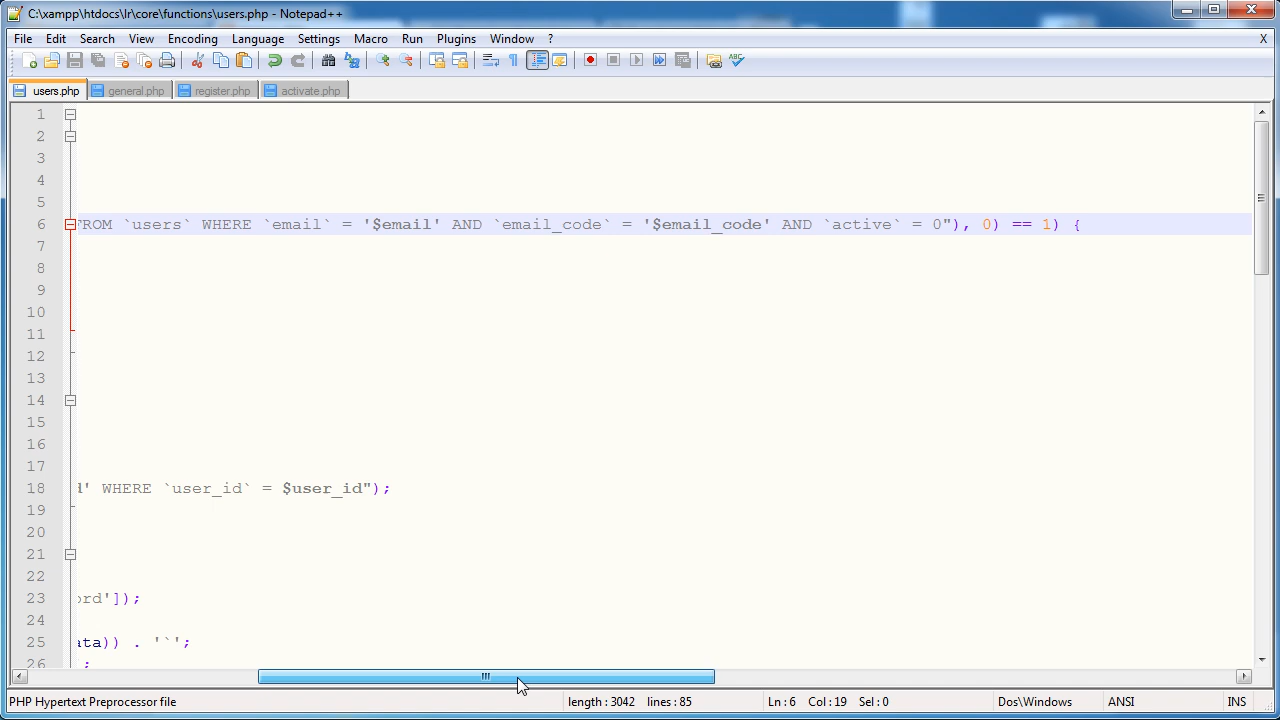 C:\xampp\htdocs\lr\core\functions\users.php - Notepad++
File Edit Search View Encoding Language Settings Macro Run Plugins Window ? X
users.php general.php register.php activate.php
1
2
3
4
5
6 FROM `users` WHERE `email` = '$email' AND `email_code` = '$email_code' AND `active` = 0"), 0) == 1) {
7
8
9
10
11
12
13
14
15
16
17
18 ' WHERE `user_id` = $user_id");
19
20
21
22
23 ord']);
24
25 ata)) . '`';
26 ;
PHP Hypertext Preprocessor file length : 3042 lines : 85 Ln : 6 Col : 19 Sel : 0 Dos\Windows ANSI INS